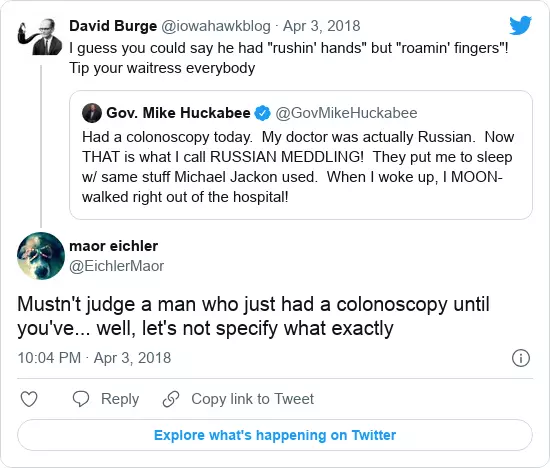 David Burge @iowahawkblog · Apr 3, 2018
I guess you could say he had "rushin' hands" but "roamin' fingers"!
Tip your waitress everybody
Gov. Mike Huckabee @GovMikeHuckabee
Had a colonoscopy today.  My doctor was actually Russian.  Now
THAT is what I call RUSSIAN MEDDLING!  They put me to sleep
w/ same stuff Michael Jackon used.  When I woke up, I MOON-
walked right out of the hospital!
maor eichler
@EichlerMaor
Mustn't judge a man who just had a colonoscopy until
you've... well, let's not specify what exactly
10:04 PM · Apr 3, 2018
Reply
Copy link to Tweet
Explore what's happening on Twitter